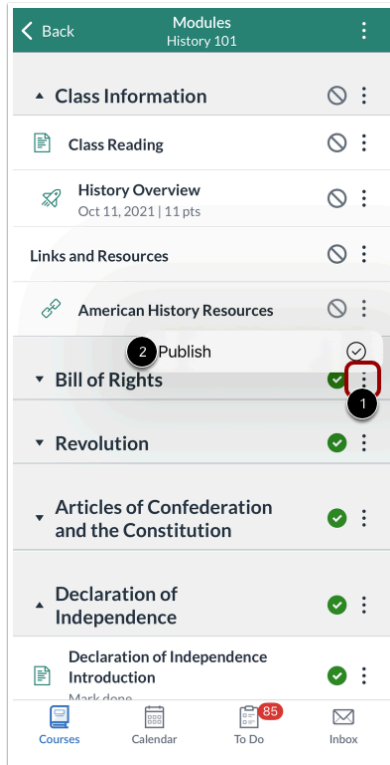 Back
Modules
History 101
Class Information
Class Reading
History Overview
Oct 11, 2021 | 11 pts
Links and Resources
American History Resources
2 Publish
Bill of Rights
1
Revolution
Articles of Confederation
and the Constitution
Declaration of
Independence
Declaration of Independence
Introduction
Mark done
85
Courses
Calendar
To Do
Inbox